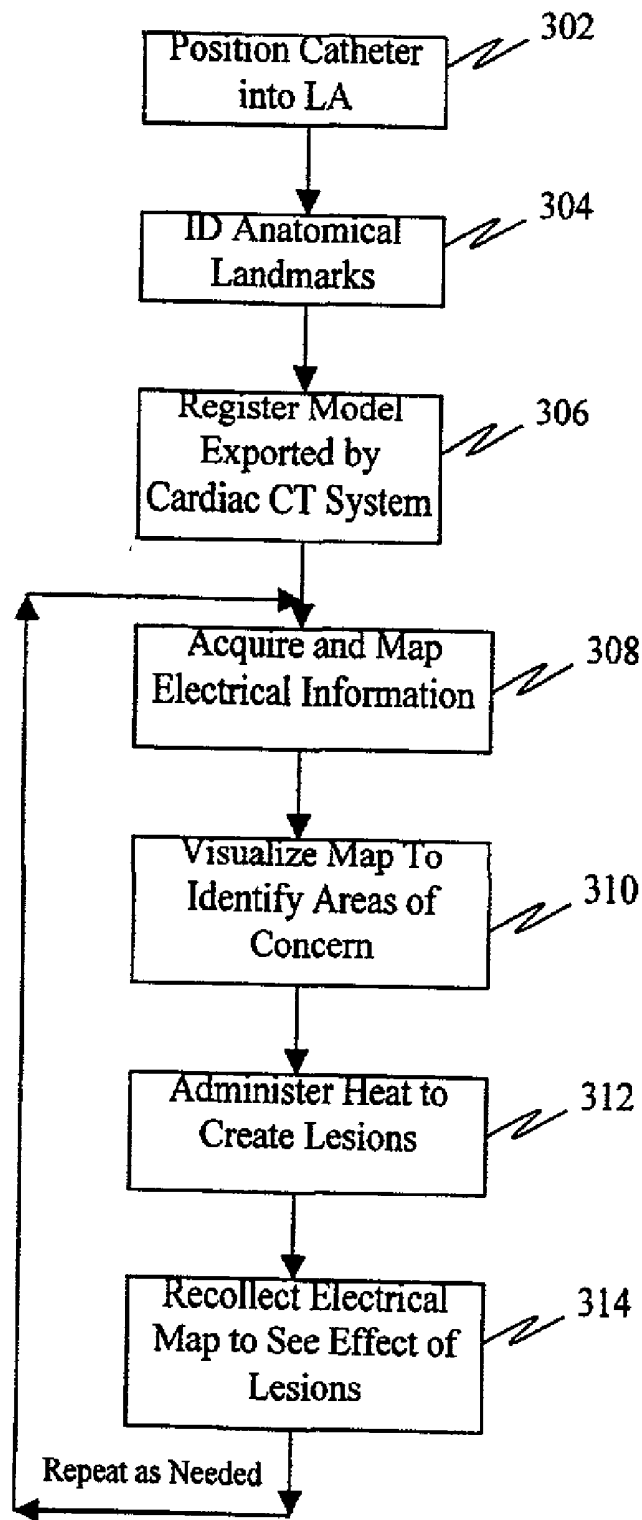 302
Position Catheter
into LA
304
ID Anatomical
Landmarks
306
Register Model
Exported by
Cardiac CT System
308
Acquire and Map
Electrical Information
310
Visualize Map To
Identify Areas of
Concern
312
Administer Heat to
Create Lesions
314
Recollect Electrical
Map to See Effect of
Lesions
Repeat as Needed